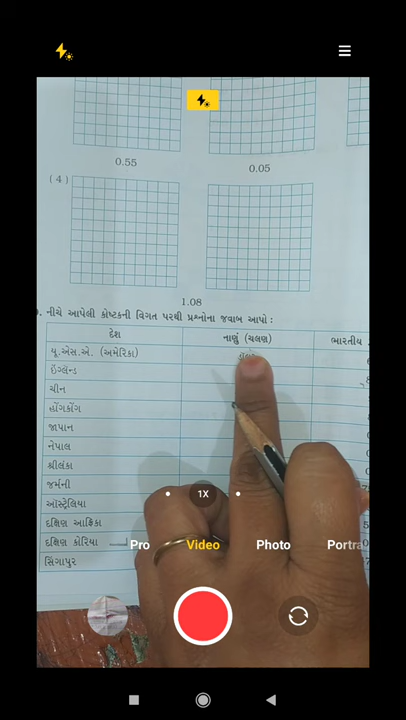 0.55 0.05
( 4 )
1.08
નીચે આપેલી કોષ્ટકની વિગત પરથી પ્રશ્નોના જવાબ આપો :
દેશ નાણું (ચલણ) ભારતીય
યૂ.એસ.એ. (અમેરિકા)
ઇંગ્લેન્ડ
ચીન
હોંગકોંગ
જાપાન
નેપાલ
શ્રીલંકા
જર્મની
ઑસ્ટ્રેલિયા
દક્ષિણ આફ્રિકા
દક્ષિણ કોરિયા
સિંગાપુર
1X
Pro Video Photo Portra